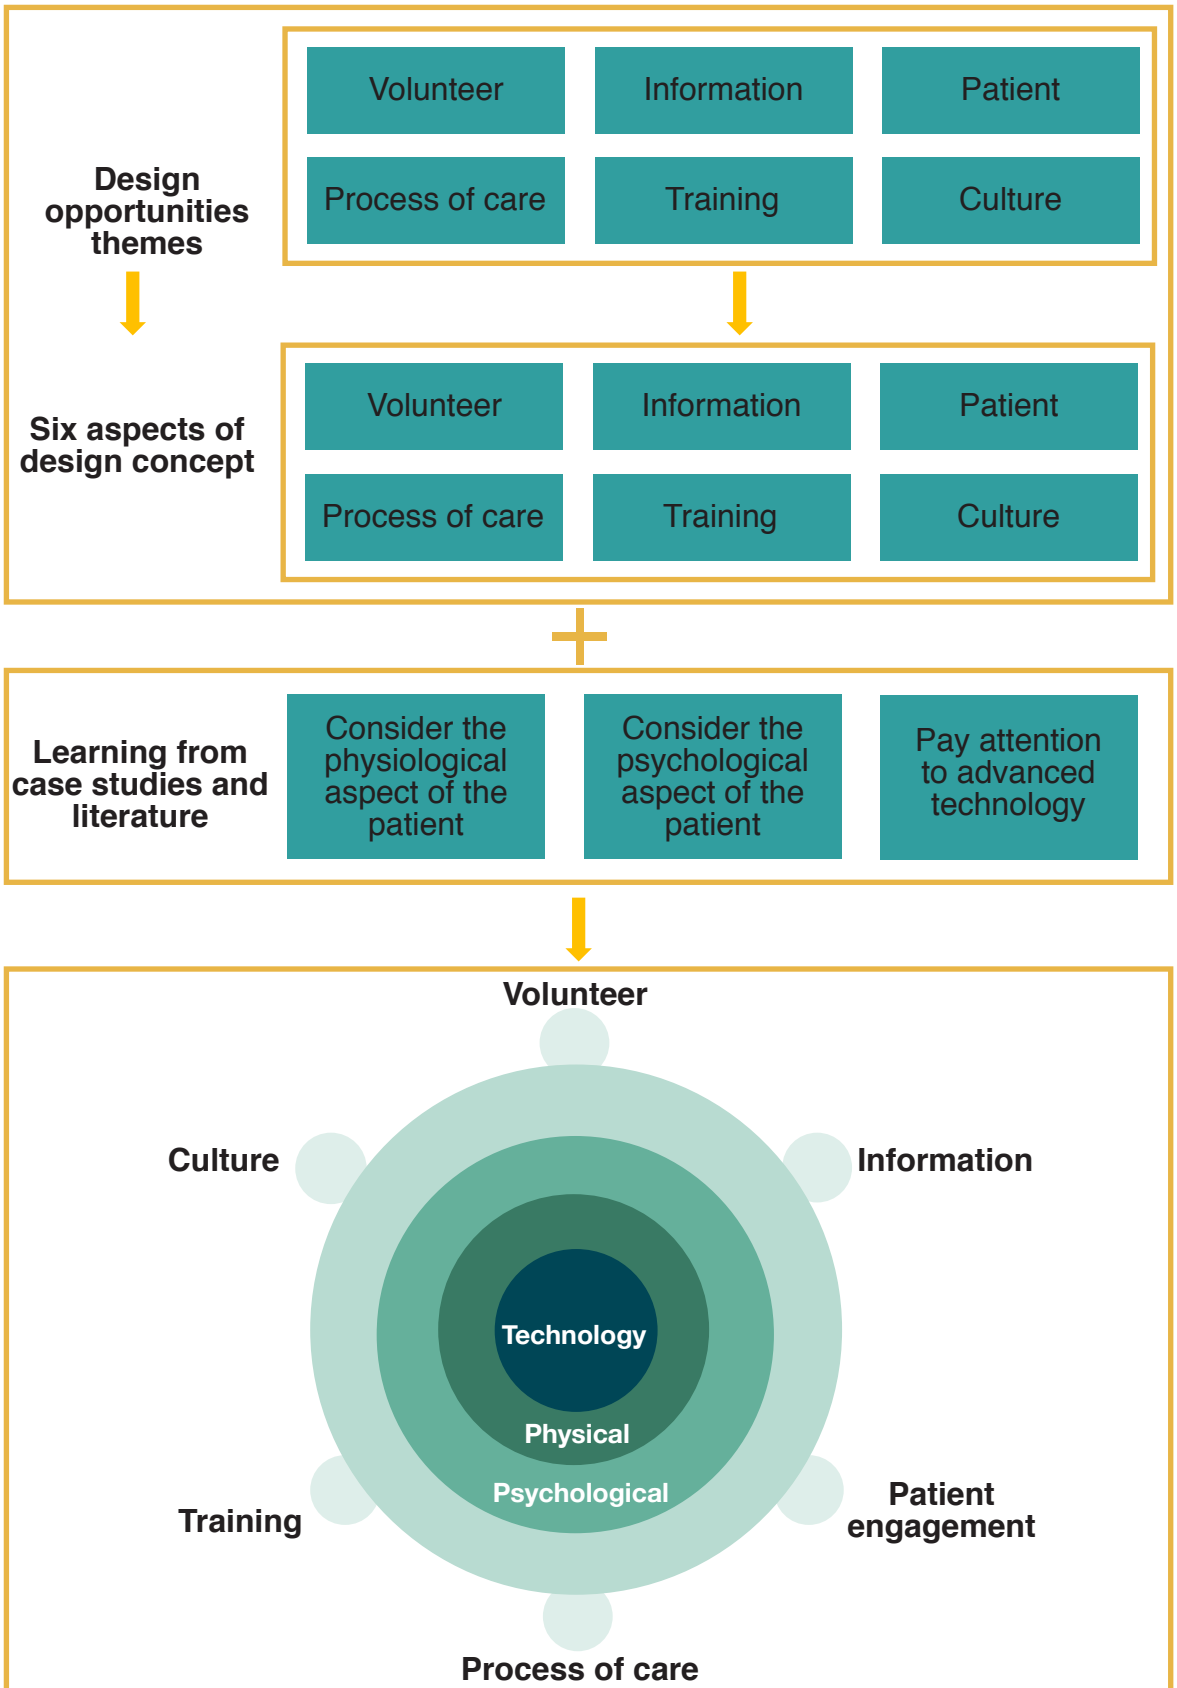 Volunteer
Information
Patient
Design
opportunities
themes
Process of care
Training
Culture
Volunteer
Information
Patient
Six aspects of
design concept
Process of care
Training
Culture
Learning from
case studies and
literature
Consider the
physiological
aspect of the
patient
Consider the
psychological
aspect of the
patient
Pay attention
to advanced
technology
Volunteer
Culture
Information
Technology
Physical
Psychological
Training
Patient
engagement
Process of care